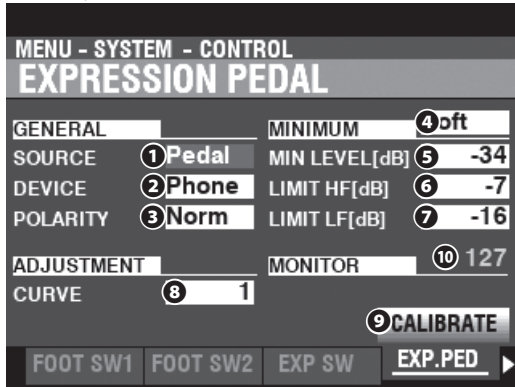 MENU - SYSTEM - CONTROL
EXPRESSION PEDAL
GENERAL
SOURCE 1 Pedal
DEVICE 2 Phone
POLARITY 3 Norm
ADJUSTMENT
CURVE 8 1
MINIMUM 4 oft
MIN LEVEL[dB] 5 -34
LIMIT HF[dB] 6 -7
LIMIT LF[dB] 7 -16
MONITOR 10 127
9 CALIBRATE
FOOT SW1 FOOT SW2 EXP SW EXP.PED